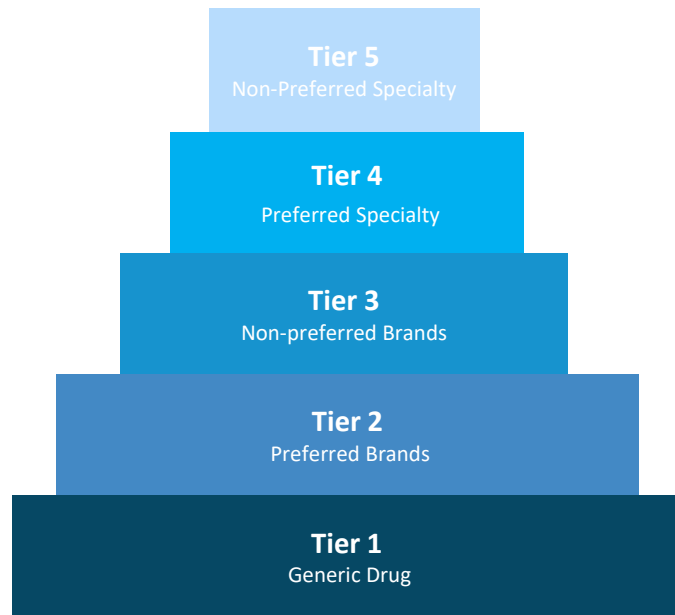 Tier 5
Non-Preferred Specialty
Tier 4
Preferred Specialty
Tier 3
Non-preferred Brands
Tier 2
Preferred Brands
Tier 1
Generic Drug